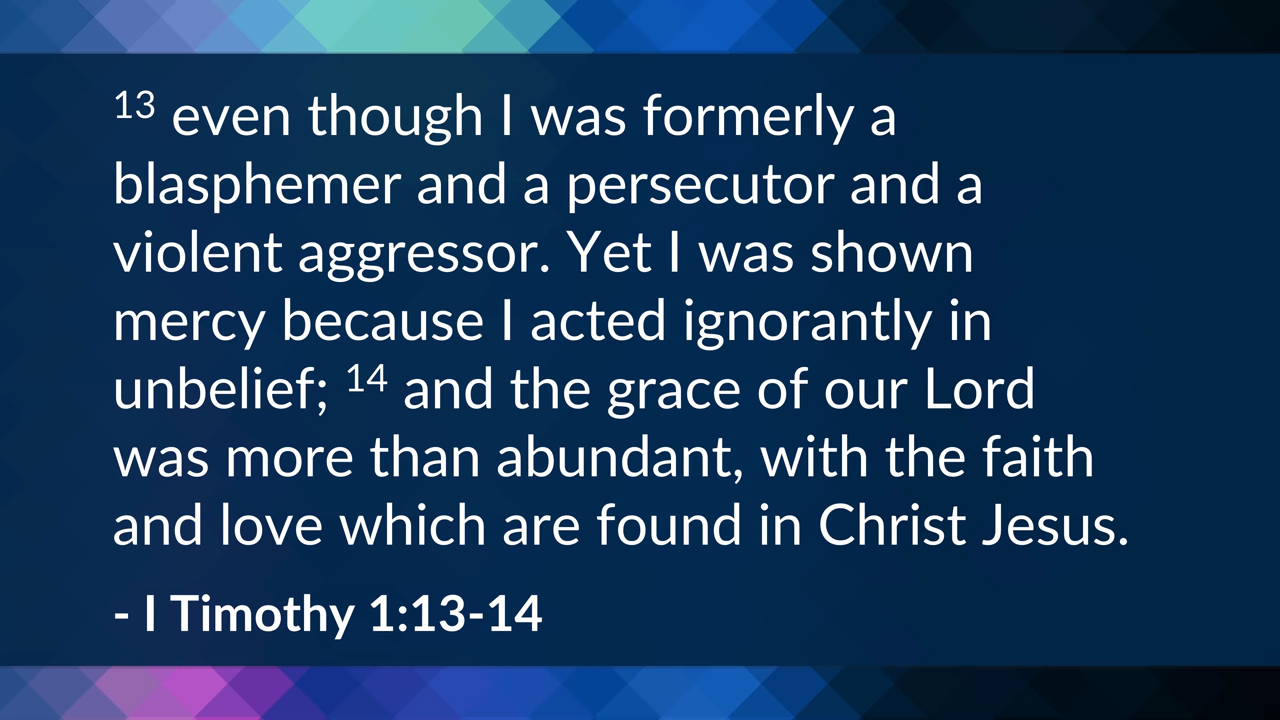 13 even though I was formerly a
blasphemer and a persecutor and a
violent aggressor. Yet I was shown
mercy because I acted ignorantly in
unbelief; 14 and the grace of our Lord
was more than abundant, with the faith
and love which are found in Christ Jesus.
- I Timothy 1:13-14